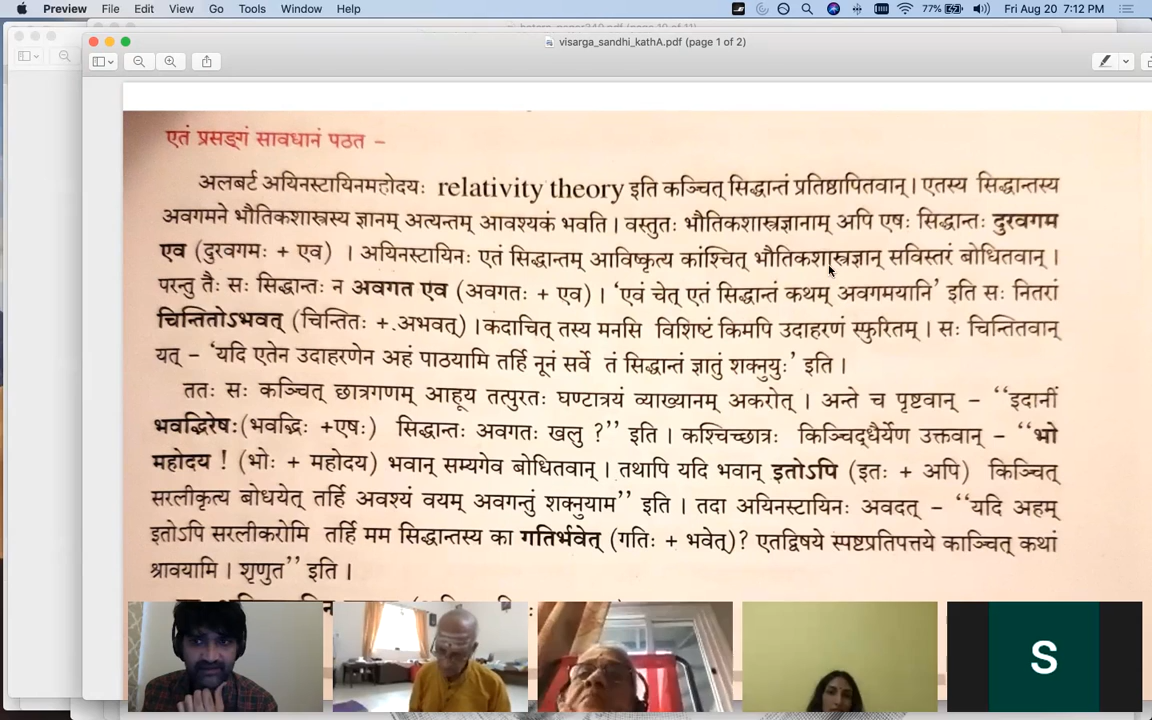 Preview File Edit View Go Tools Window Help 77% Fri Aug 20 7:12 PM
visarga_sandhi_kathA.pdf (page 1 of 2)
एतं प्रसङ्गं सावधानं पठत –
अलबर्ट अयिनस्टायिनमहोदयः relativity theory इति कञ्चित् सिद्धान्तं प्रतिष्ठापितवान्। एतस्य सिद्धान्तस्य
अवगमने भौतिकशास्त्रस्य ज्ञानम् अत्यन्तम् आवश्यकं भवति । वस्तुतः भौतिकशास्त्रज्ञानाम् अपि एषः सिद्धान्तः दुरवगम
एव (दुरवगमः + एव) । अयिनस्टायिनः एतं सिद्धान्तम् आविष्कृत्य कांश्चित् भौतिकशास्त्रज्ञान् सविस्तरं बोधितवान् ।
परन्तु तैः सः सिद्धान्तः न अवगत एव (अवगतः + एव) । ‘एवं चेत् एतं सिद्धान्तं कथम् अवगमयानि’ इति सः नितरां
चिन्तितोऽभवत् (चिन्तितः +.अभवत्) ।कदाचित् तस्य मनसि विशिष्टं किमपि उदाहरणं स्फुरितम् । सः चिन्तितवान्
यत् – ‘यदि एतेन उदाहरणेन अहं पाठयामि तर्हि नूनं सर्वे तं सिद्धान्तं ज्ञातुं शक्नुयुः’ इति ।
ततः सः कञ्चित् छात्रगणम् आहूय तत्पुरतः घण्टात्रयं व्याख्यानम् अकरोत् । अन्ते च पृष्टवान् – ‘‘इदानीं
भवद्भिरेषः(भवद्भिः +एषः) सिद्धान्तः अवगतः खलु ?’’ इति । कश्चिच्छात्रः किञ्चिद्धैर्येण उक्तवान् – ‘‘भो
महोदय ! (भोः + महोदय) भवान् सम्यगेव बोधितवान् । तथापि यदि भवान् इतोऽपि (इतः + अपि) किञ्चित्
सरलीकृत्य बोधयेत् तर्हि अवश्यं वयम् अवगन्तुं शक्नुयाम’’ इति । तदा अयिनस्टायिनः अवदत् – ‘‘यदि अहम्
इतोऽपि सरलीकरोमि तर्हि मम सिद्धान्तस्य का गतिर्भवेत् (गतिः + भवेत्)? एतद्विषये स्पष्टप्रतिपत्तये काञ्चित् कथां
श्रावयामि । शृणुत’’ इति ।
S